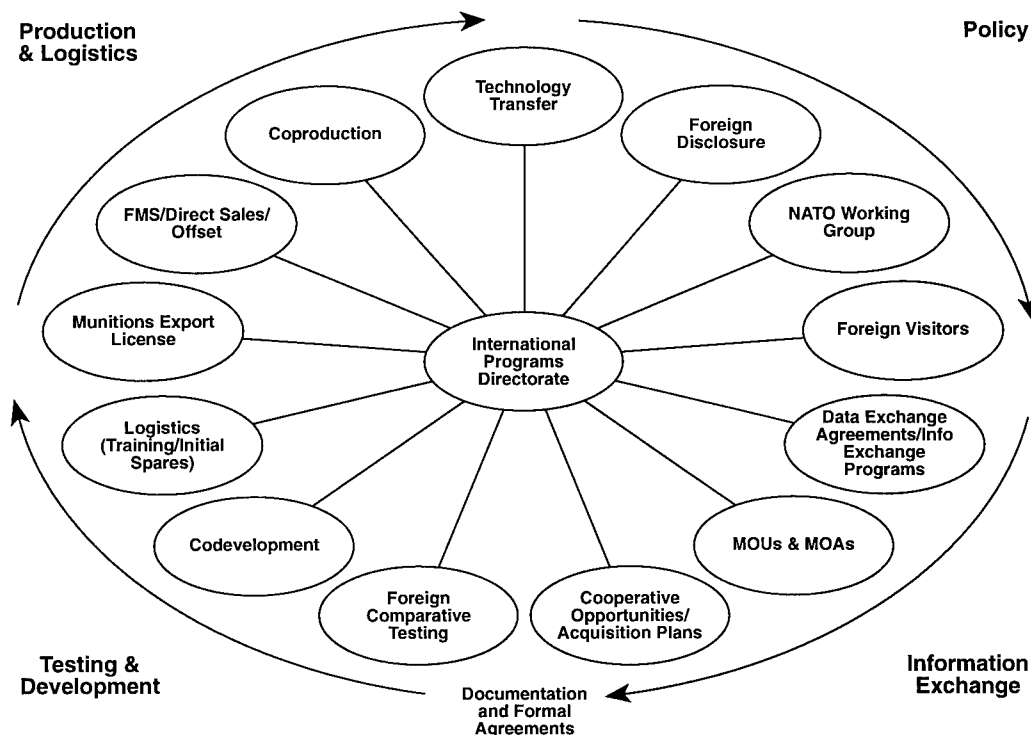 Production
& Logistics
Policy
Technology
Transfer
Coproduction
Foreign
Disclosure
FMS/Direct Sales/
Offset
NATO Working
Group
Munitions Export
License
Foreign Visitors
International
Programs
Directorate
Logistics
(Training/Initial
Spares)
Data Exchange
Agreements/Info
Exchange
Programs
Codevelopment
MOUs & MOAs
Foreign
Comparative
Testing
Cooperative
Opportunities/
Acquisition Plans
Testing &
Development
Documentation
and Formal
Agreements
Information
Exchange